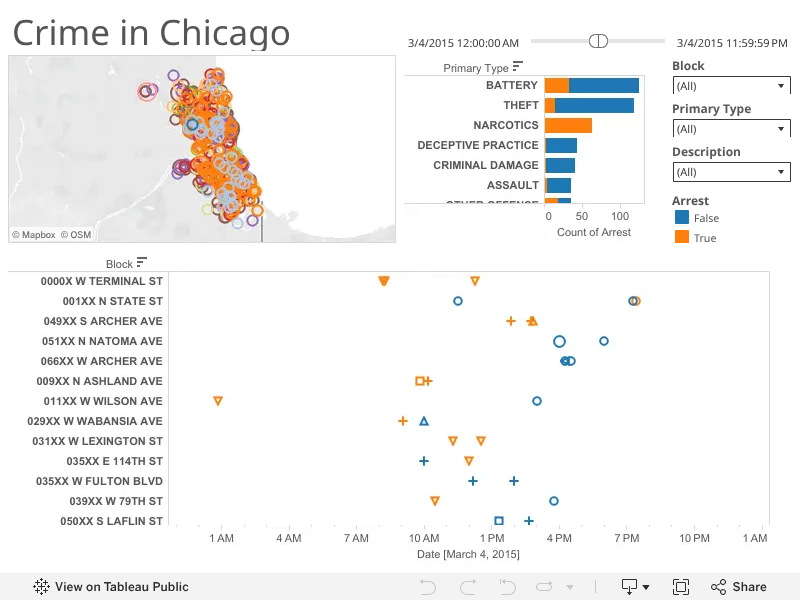 Crime in Chicago
3/4/2015 12:00:00 AM
3/4/2015 11:59:59 PM
© Mapbox © OSM
Primary Type
BATTERY
THEFT
NARCOTICS
DECEPTIVE PRACTICE
CRIMINAL DAMAGE
ASSAULT
OTHER OFFENSE
0 50 100
Count of Arrest
Block
(All)
Primary Type
(All)
Description
(All)
Arrest
False
True
Block
0000X W TERMINAL ST
001XX N STATE ST
049XX S ARCHER AVE
051XX N NATOMA AVE
066XX W ARCHER AVE
009XX N ASHLAND AVE
011XX W WILSON AVE
029XX W WABANSIA AVE
031XX W LEXINGTON ST
035XX E 114TH ST
035XX W FULTON BLVD
039XX W 79TH ST
050XX S LAFLIN ST
1 AM 4 AM 7 AM 10 AM 1 PM 4 PM 7 PM 10 PM 1 AM
Date [March 4, 2015]
View on Tableau Public
Share